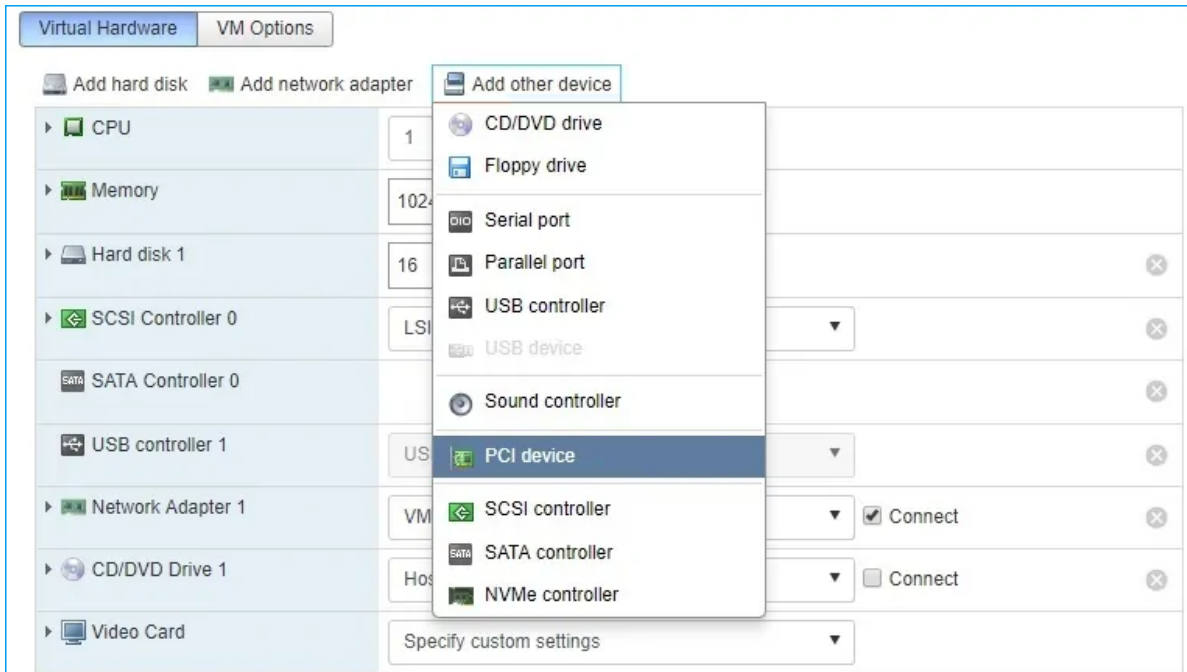 Virtual Hardware VM Options
Add hard disk Add network adapter Add other device
CPU 1
CD/DVD drive
Floppy drive
Memory 1024
Serial port
Hard disk 1 16
Parallel port
USB controller
SCSI Controller 0 LSI
USB device
SATA SATA Controller 0
Sound controller
USB controller 1 US
PCI device
Network Adapter 1 VM Connect
SCSI controller
SATA SATA controller
CD/DVD Drive 1 Hos Connect
NVMe controller
Video Card Specify custom settings